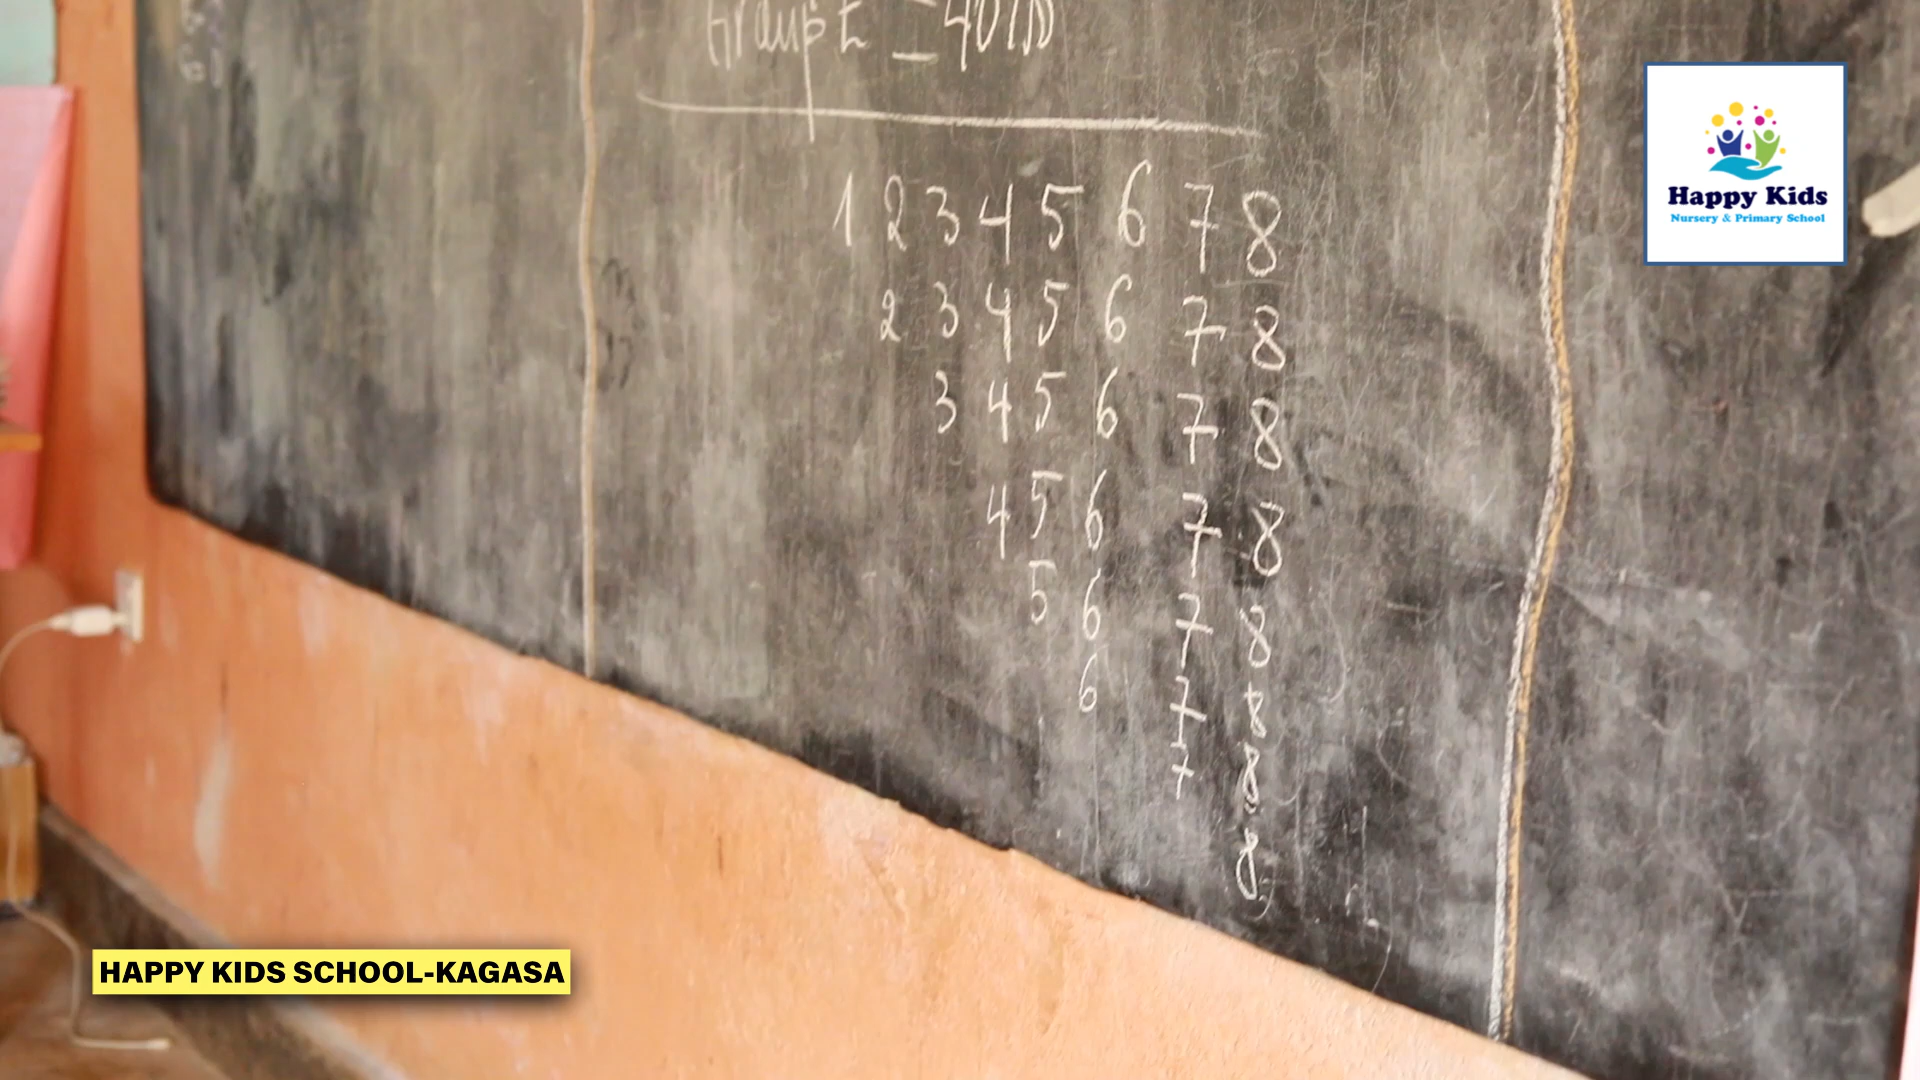 Group E = 40100
1 2 3 4 5 6 7 8
2 3 4 5 6 7 8
3 4 5 6 7 8
4 5 6 7 8
5 6 7 8
6 7 8
7 8
8
Happy Kids
Nursery & Primary School
HAPPY KIDS SCHOOL-KAGASA